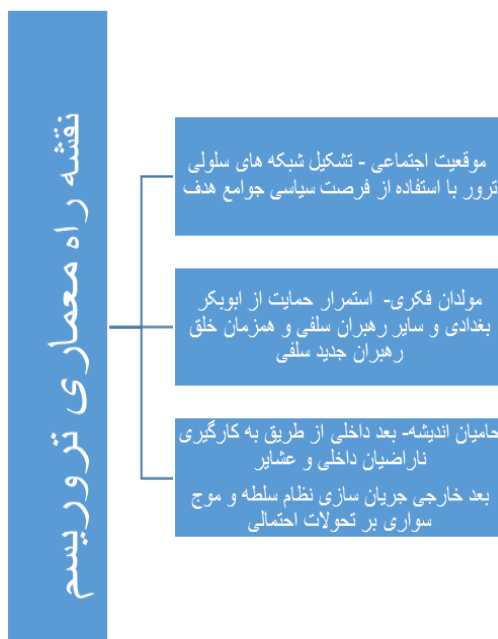 نقشه راه معماری تروریسم
موقعیت اجتماعی - تشکیل شبکه های سلولی
ترور با استفاده از فرصت سیاسی جوامع هدف
مولدان فکری- استمرار حمایت از ابوبکر
بغدادی و سایر رهبران سلفی و همزمان خلق
رهبران جدید سلفی
حامیان اندیشه- بعد داخلی از طریق به کارگیری
ناراضیان داخلی و عشایر
بعد خارجی جریان سازی نظام سلطه و موج
سواری بر تحولات احتمالی